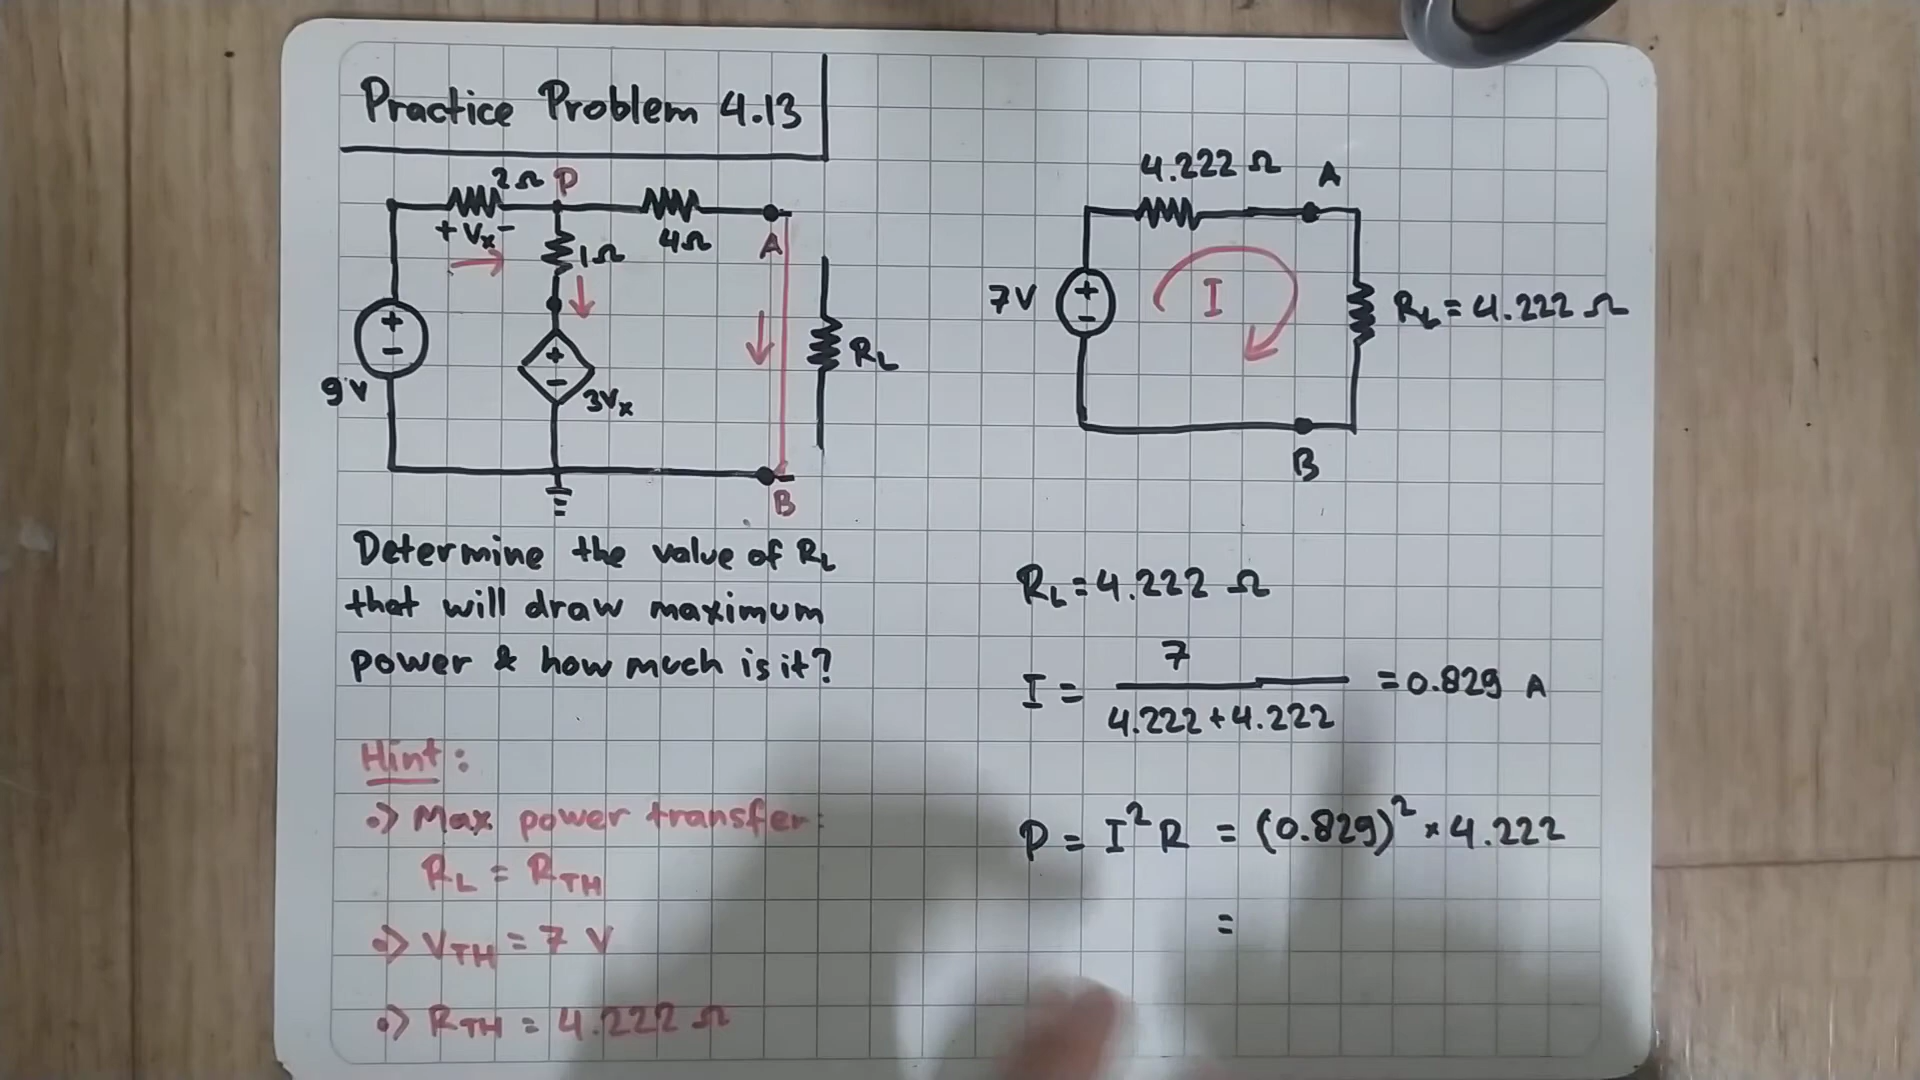 Practice Problem 4.13
2Ω P
+ Vx -
4Ω
1Ω
A
+
-
9V
+
-
3Vx
RL
B
Determine the value of RL
that will draw maximum
power & how much is it?
Hint:
•> Max power transfer:
RL = RTH
•> VTH = 7 V
•> RTH = 4.222 Ω
4.222 Ω A
7V
+
-
I
RL = 4.222 Ω
B
RL = 4.222 Ω
I = 7 / 4.222 + 4.222 = 0.829 A
P = I²R = (0.829)² × 4.222
=